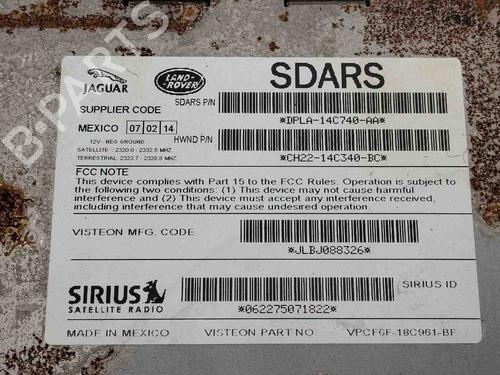 JAGUAR
LAND-
ROVER
SDARS
SUPPLIER CODE
SDARS P/N
*DPLA-14C740-AA*
MEXICO 07 02 14
HWND P/N
12V - NEG GROUND
SATELLITE : 2320.0 - 2332.5 MHZ
TERRESTRIAL 2323.7 - 2328.8 MHZ
*CH22-14C340-BC*
FCC NOTE
This device complies with Part 15 to the FCC Rules. Operation is subject to
the following two conditions: (1) This device may not cause harmful
interference and (2) This device must accept any interference received,
including interference that may cause undesired operation.
VISTEON MFG. CODE
*JLBJ088326*
SIRIUS
SATELLITE RADIO
SIRIUS ID
*062275071822*
MADE IN MEXICO
VISTEON PART NO
VPCF6F-18C961-BF
B-Parts